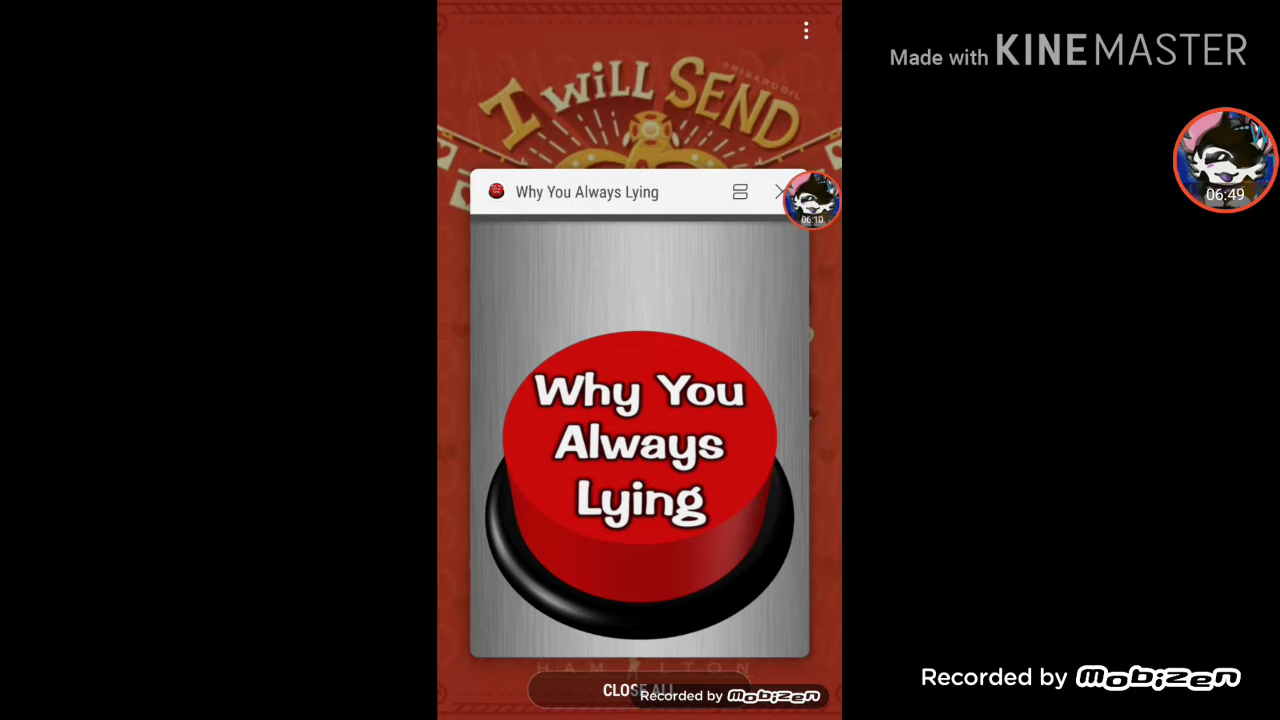 Made with KINEMASTER
I WiLL SEND
06:49
Why You Always Lying
06:10
Why You
Always
Lying
HAMILTON
CLOSE ALL
Recorded by mobizen
Recorded by mobizen